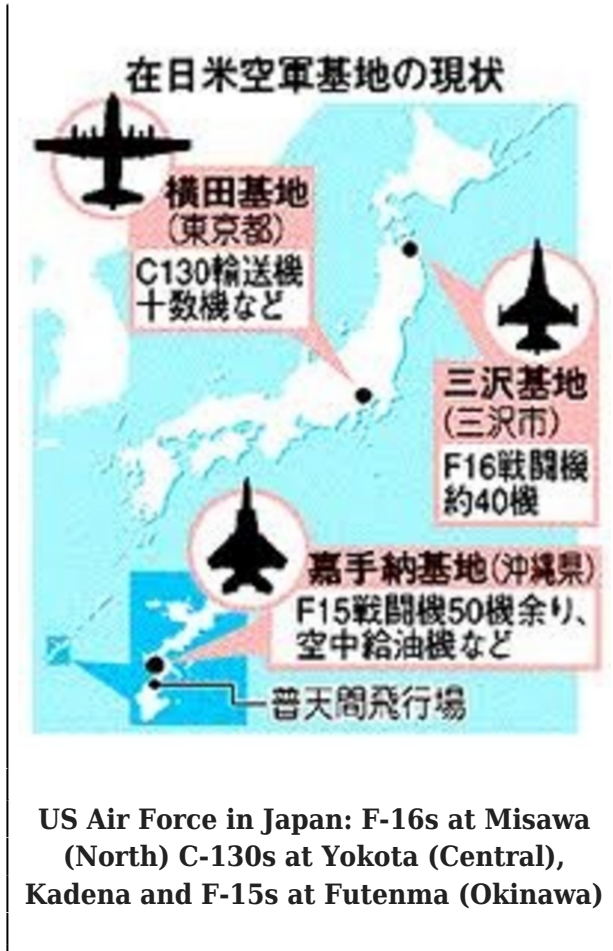 在日米空軍基地の現状
横田基地
(東京都)
C130輸送機
十数機など
三沢基地
(三沢市)
F16戦闘機
約40機
嘉手納基地(沖縄県)
F15戦闘機50機余り、
空中給油機など
普天間飛行場
US Air Force in Japan: F-16s at Misawa
(North) C-130s at Yokota (Central),
Kadena and F-15s at Futenma (Okinawa)